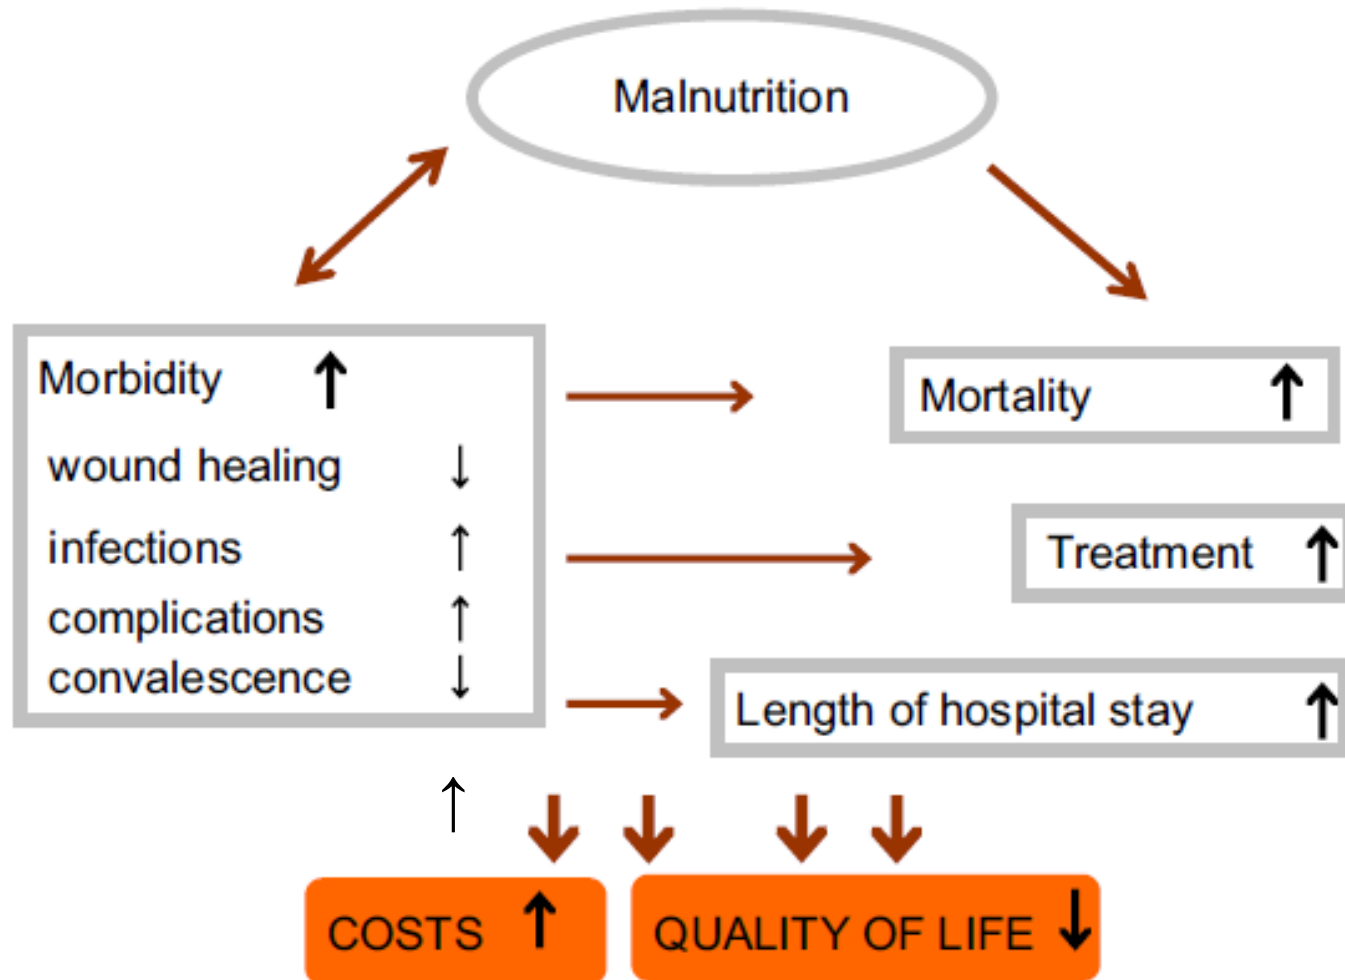 Malnutrition
Morbidity ↑
wound healing ↓
infections ↑
complications ↑
convalescence ↓
Mortality ↑
Treatment ↑
Length of hospital stay ↑
↑
COSTS ↑
QUALITY OF LIFE ↓